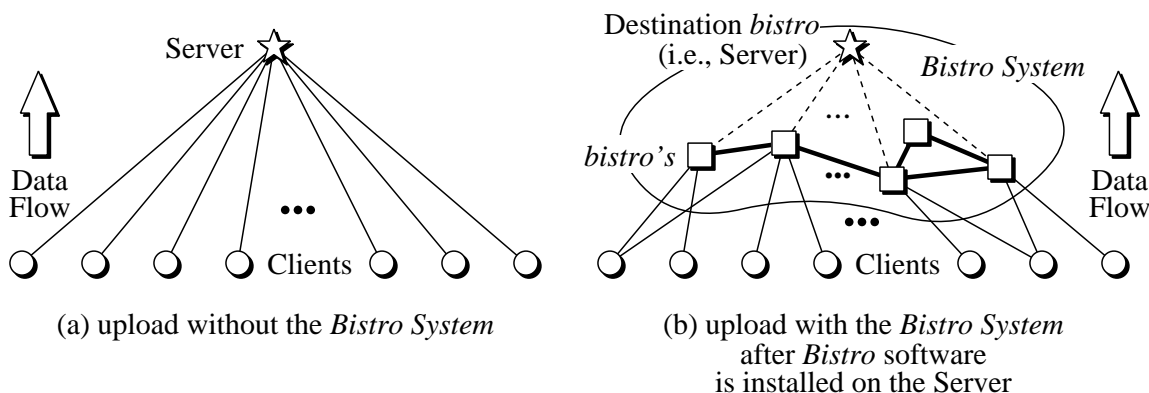 Server
Data
Flow
•••
Clients
(a) upload without the Bistro System
Destination bistro
(i.e., Server)
Bistro System
•••
bistro's
•••
Data
Flow
•••
Clients
(b) upload with the Bistro System
after Bistro software
is installed on the Server